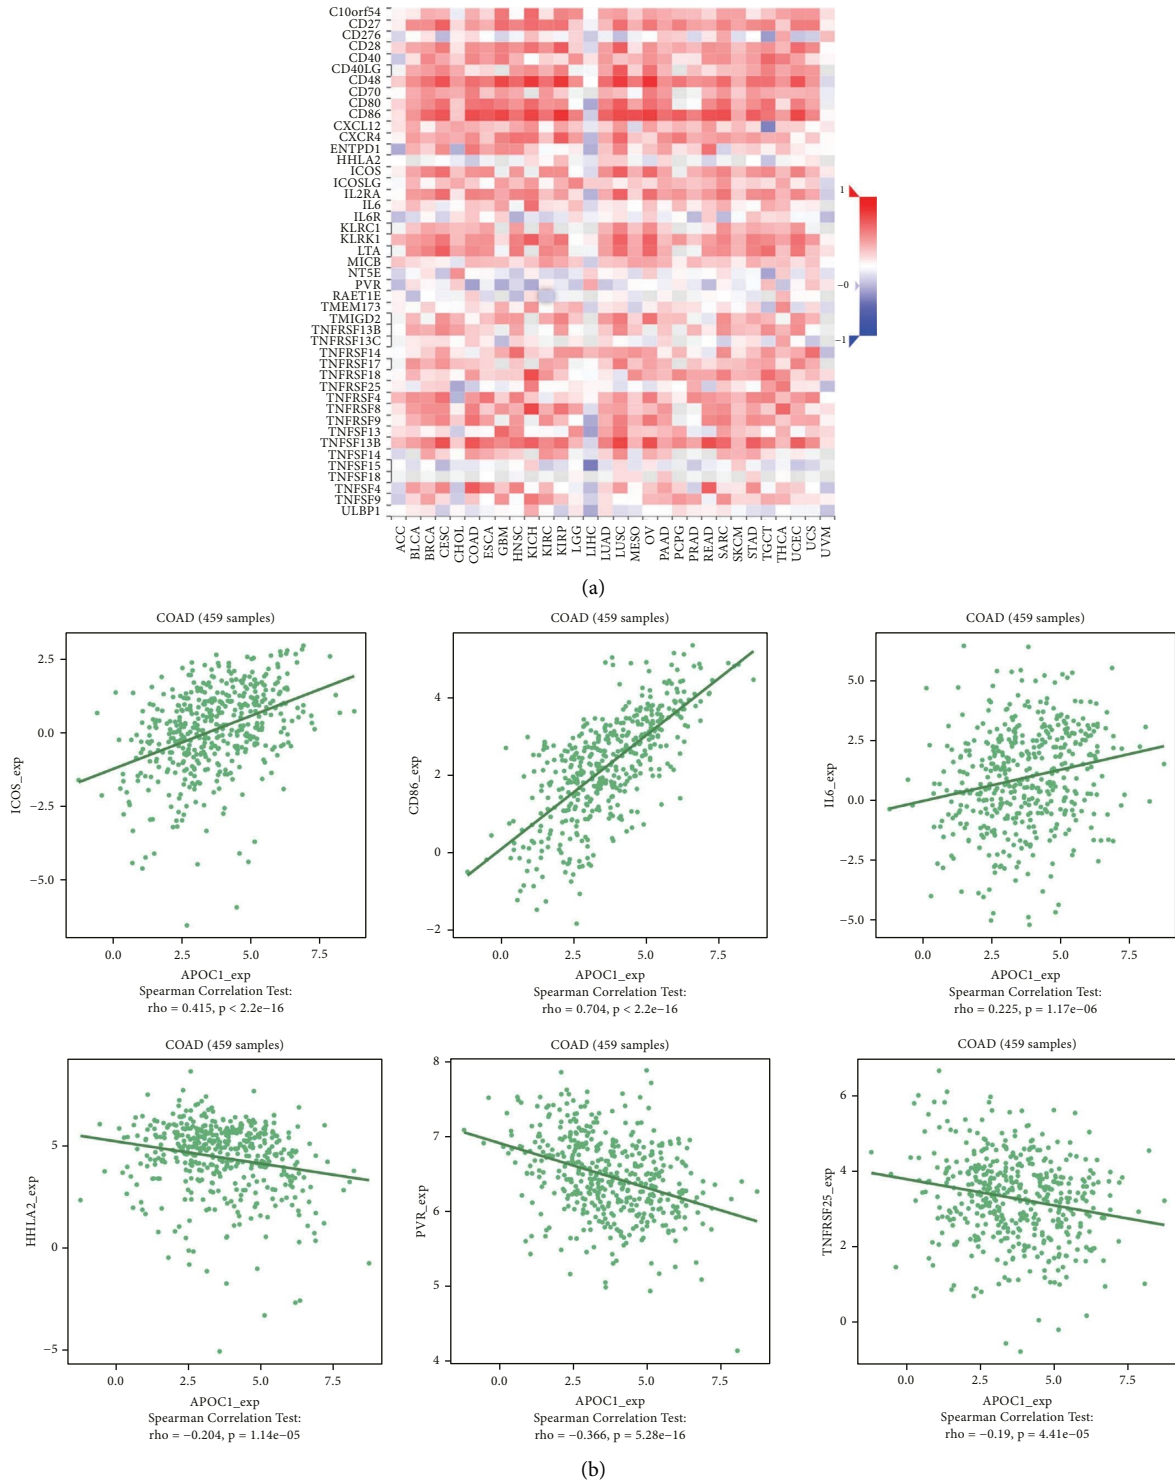 C10orf54
CD27
CD276
CD28
CD40
CD40LG
CD48
CD70
CD80
CD86
CXCL12
CXCR4
ENTPD1
HHLA2
ICOS
ICOSLG
IL2RA
IL6
IL6R
KLRC1
KLRK1
LTA
MICB
NT5E
PVR
RAET1E
TMEM173
TMIGD2
TNFRSF13B
TNFRSF13C
TNFRSF14
TNFRSF17
TNFRSF18
TNFRSF25
TNFRSF4
TNFRSF8
TNFRSF9
TNFSF13
TNFSF13B
TNFSF14
TNFSF15
TNFSF18
TNFSF4
TNFSF9
ULBP1
1
−0
−1
ACC BLCA BRCA CESC CHOL COAD ESCA GBM HNSC KICH KIRC KIRP LGG LIHC LUAD LUSC MESO OV PAAD PCPG PRAD READ SARC SKCM STAD TGCT THCA UCEC UCS UVM
(a)
COAD (459 samples)
ICOS_exp
2.5
0.0
−2.5
−5.0
0.0 2.5 5.0 7.5
APOC1_exp
Spearman Correlation Test:
rho = 0.415, p < 2.2e−16
COAD (459 samples)
CD86_exp
4
2
0
−2
0.0 2.5 5.0 7.5
APOC1_exp
Spearman Correlation Test:
rho = 0.704, p < 2.2e−16
COAD (459 samples)
IL6_exp
5.0
2.5
0.0
−2.5
−5.0
0.0 2.5 5.0 7.5
APOC1_exp
Spearman Correlation Test:
rho = 0.225, p = 1.17e−06
COAD (459 samples)
HHLA2_exp
5
0
−5
0.0 2.5 5.0 7.5
APOC1_exp
Spearman Correlation Test:
rho = −0.204, p = 1.14e−05
COAD (459 samples)
PVR_exp
8
7
6
5
4
0.0 2.5 5.0 7.5
APOC1_exp
Spearman Correlation Test:
rho = −0.366, p = 5.28e−16
COAD (459 samples)
TNFRSF25_exp
6
4
2
0
0.0 2.5 5.0 7.5
APOC1_exp
Spearman Correlation Test:
rho = −0.19, p = 4.41e−05
(b)